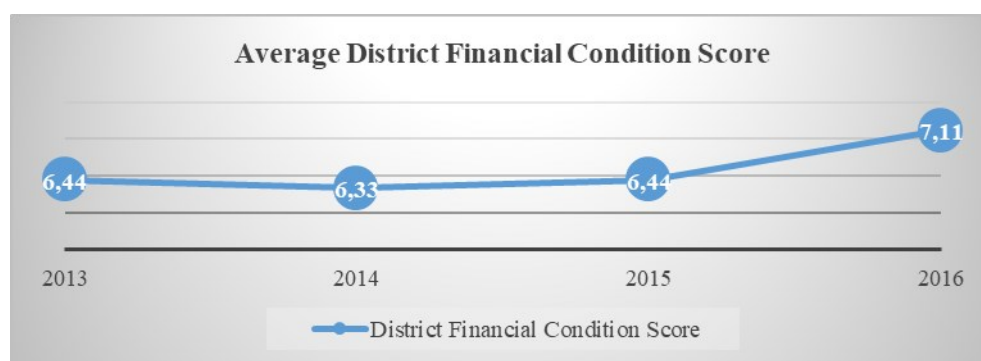 Average District Financial Condition Score
7,11
6,44
6,33
6,44
2013 2014 2015 2016
District Financial Condition Score